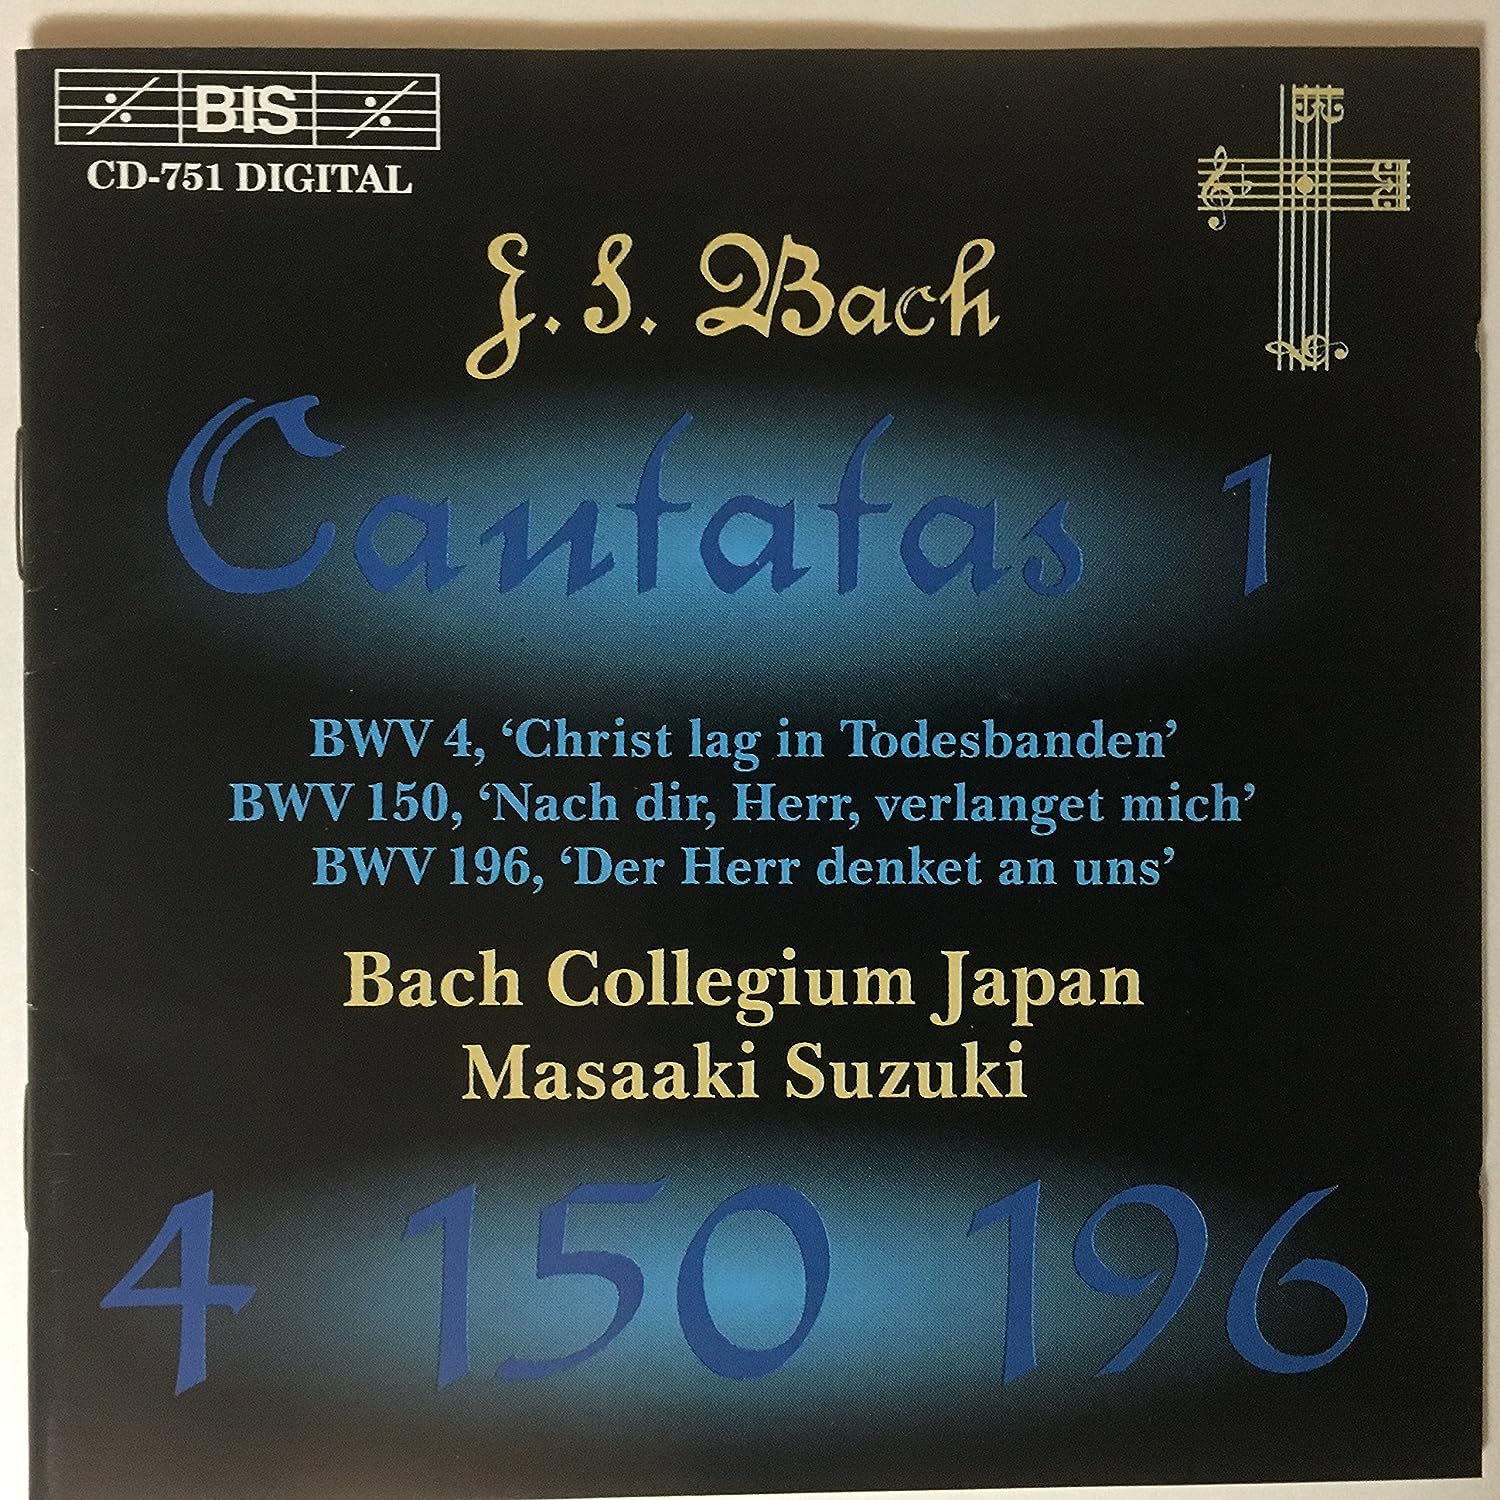 BIS
CD-751 DIGITAL
J. S. Bach
Cantatas 1
BWV 4, ‘Christ lag in Todesbanden’
BWV 150, ‘Nach dir, Herr, verlanget mich’
BWV 196, ‘Der Herr denket an uns’
Bach Collegium Japan
Masaaki Suzuki
4 150 196